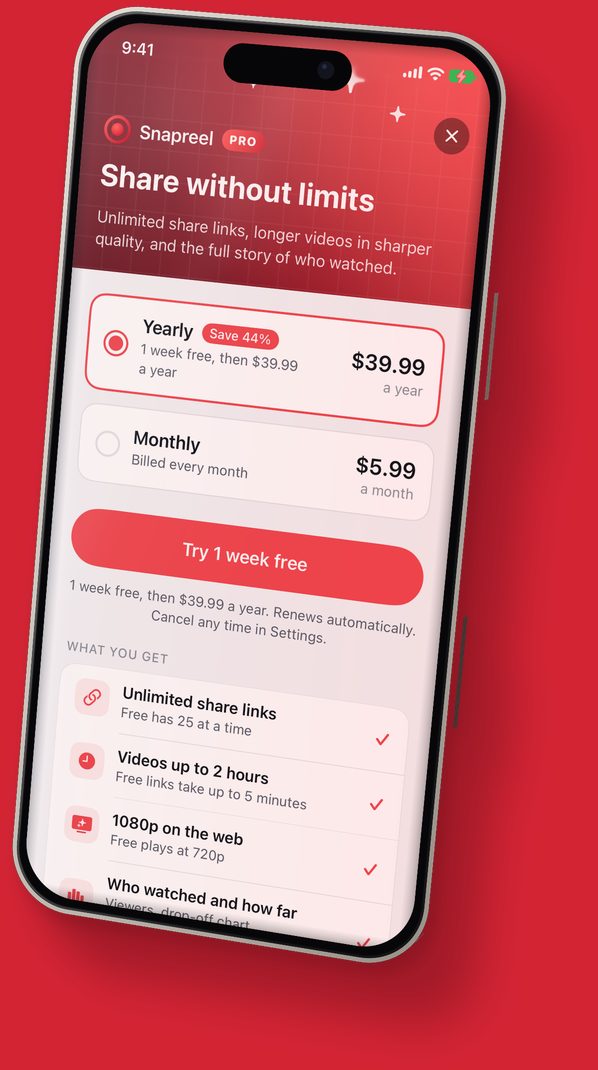 9:41
Snapreel PRO
Share without limits
Unlimited share links, longer videos in sharper
quality, and the full story of who watched.
Yearly Save 44%
1 week free, then $39.99
a year
$39.99
a year
Monthly
Billed every month
$5.99
a month
Try 1 week free
1 week free, then $39.99 a year. Renews automatically.
Cancel any time in Settings.
WHAT YOU GET
Unlimited share links
Free has 25 at a time
Videos up to 2 hours
Free links take up to 5 minutes
1080p on the web
Free plays at 720p
Who watched and how far
Viewers, drop-off chart